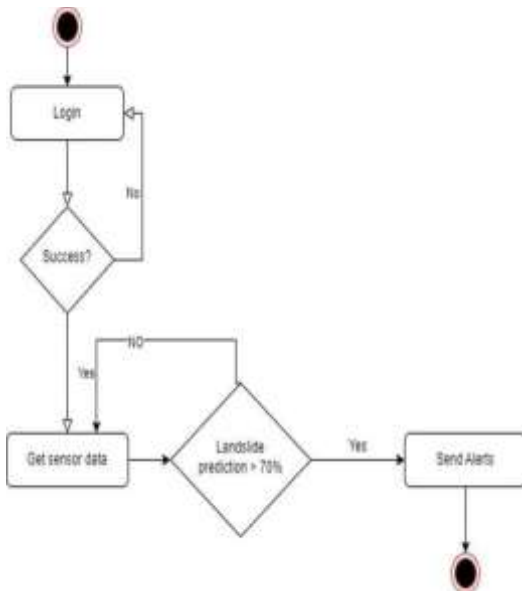 Login
No
Success?
NO
Yes
Get sensor data
Landslide
prediction > 70%
Yes
Send Alerts